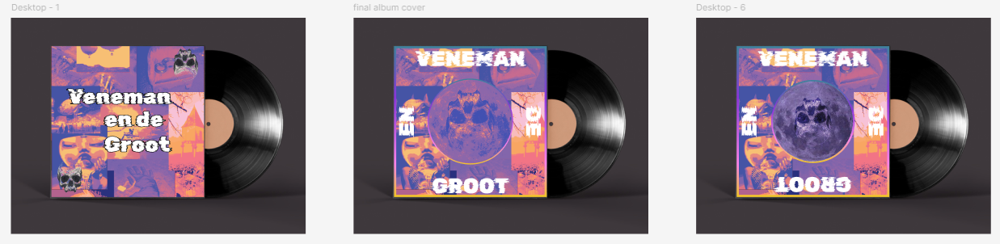 Desktop - 1
final album cover
Desktop - 6
Veneman
en de
Groot
VENEMAN
EN
DE
GROOT
VENEMAN
EN
DE
GROOT